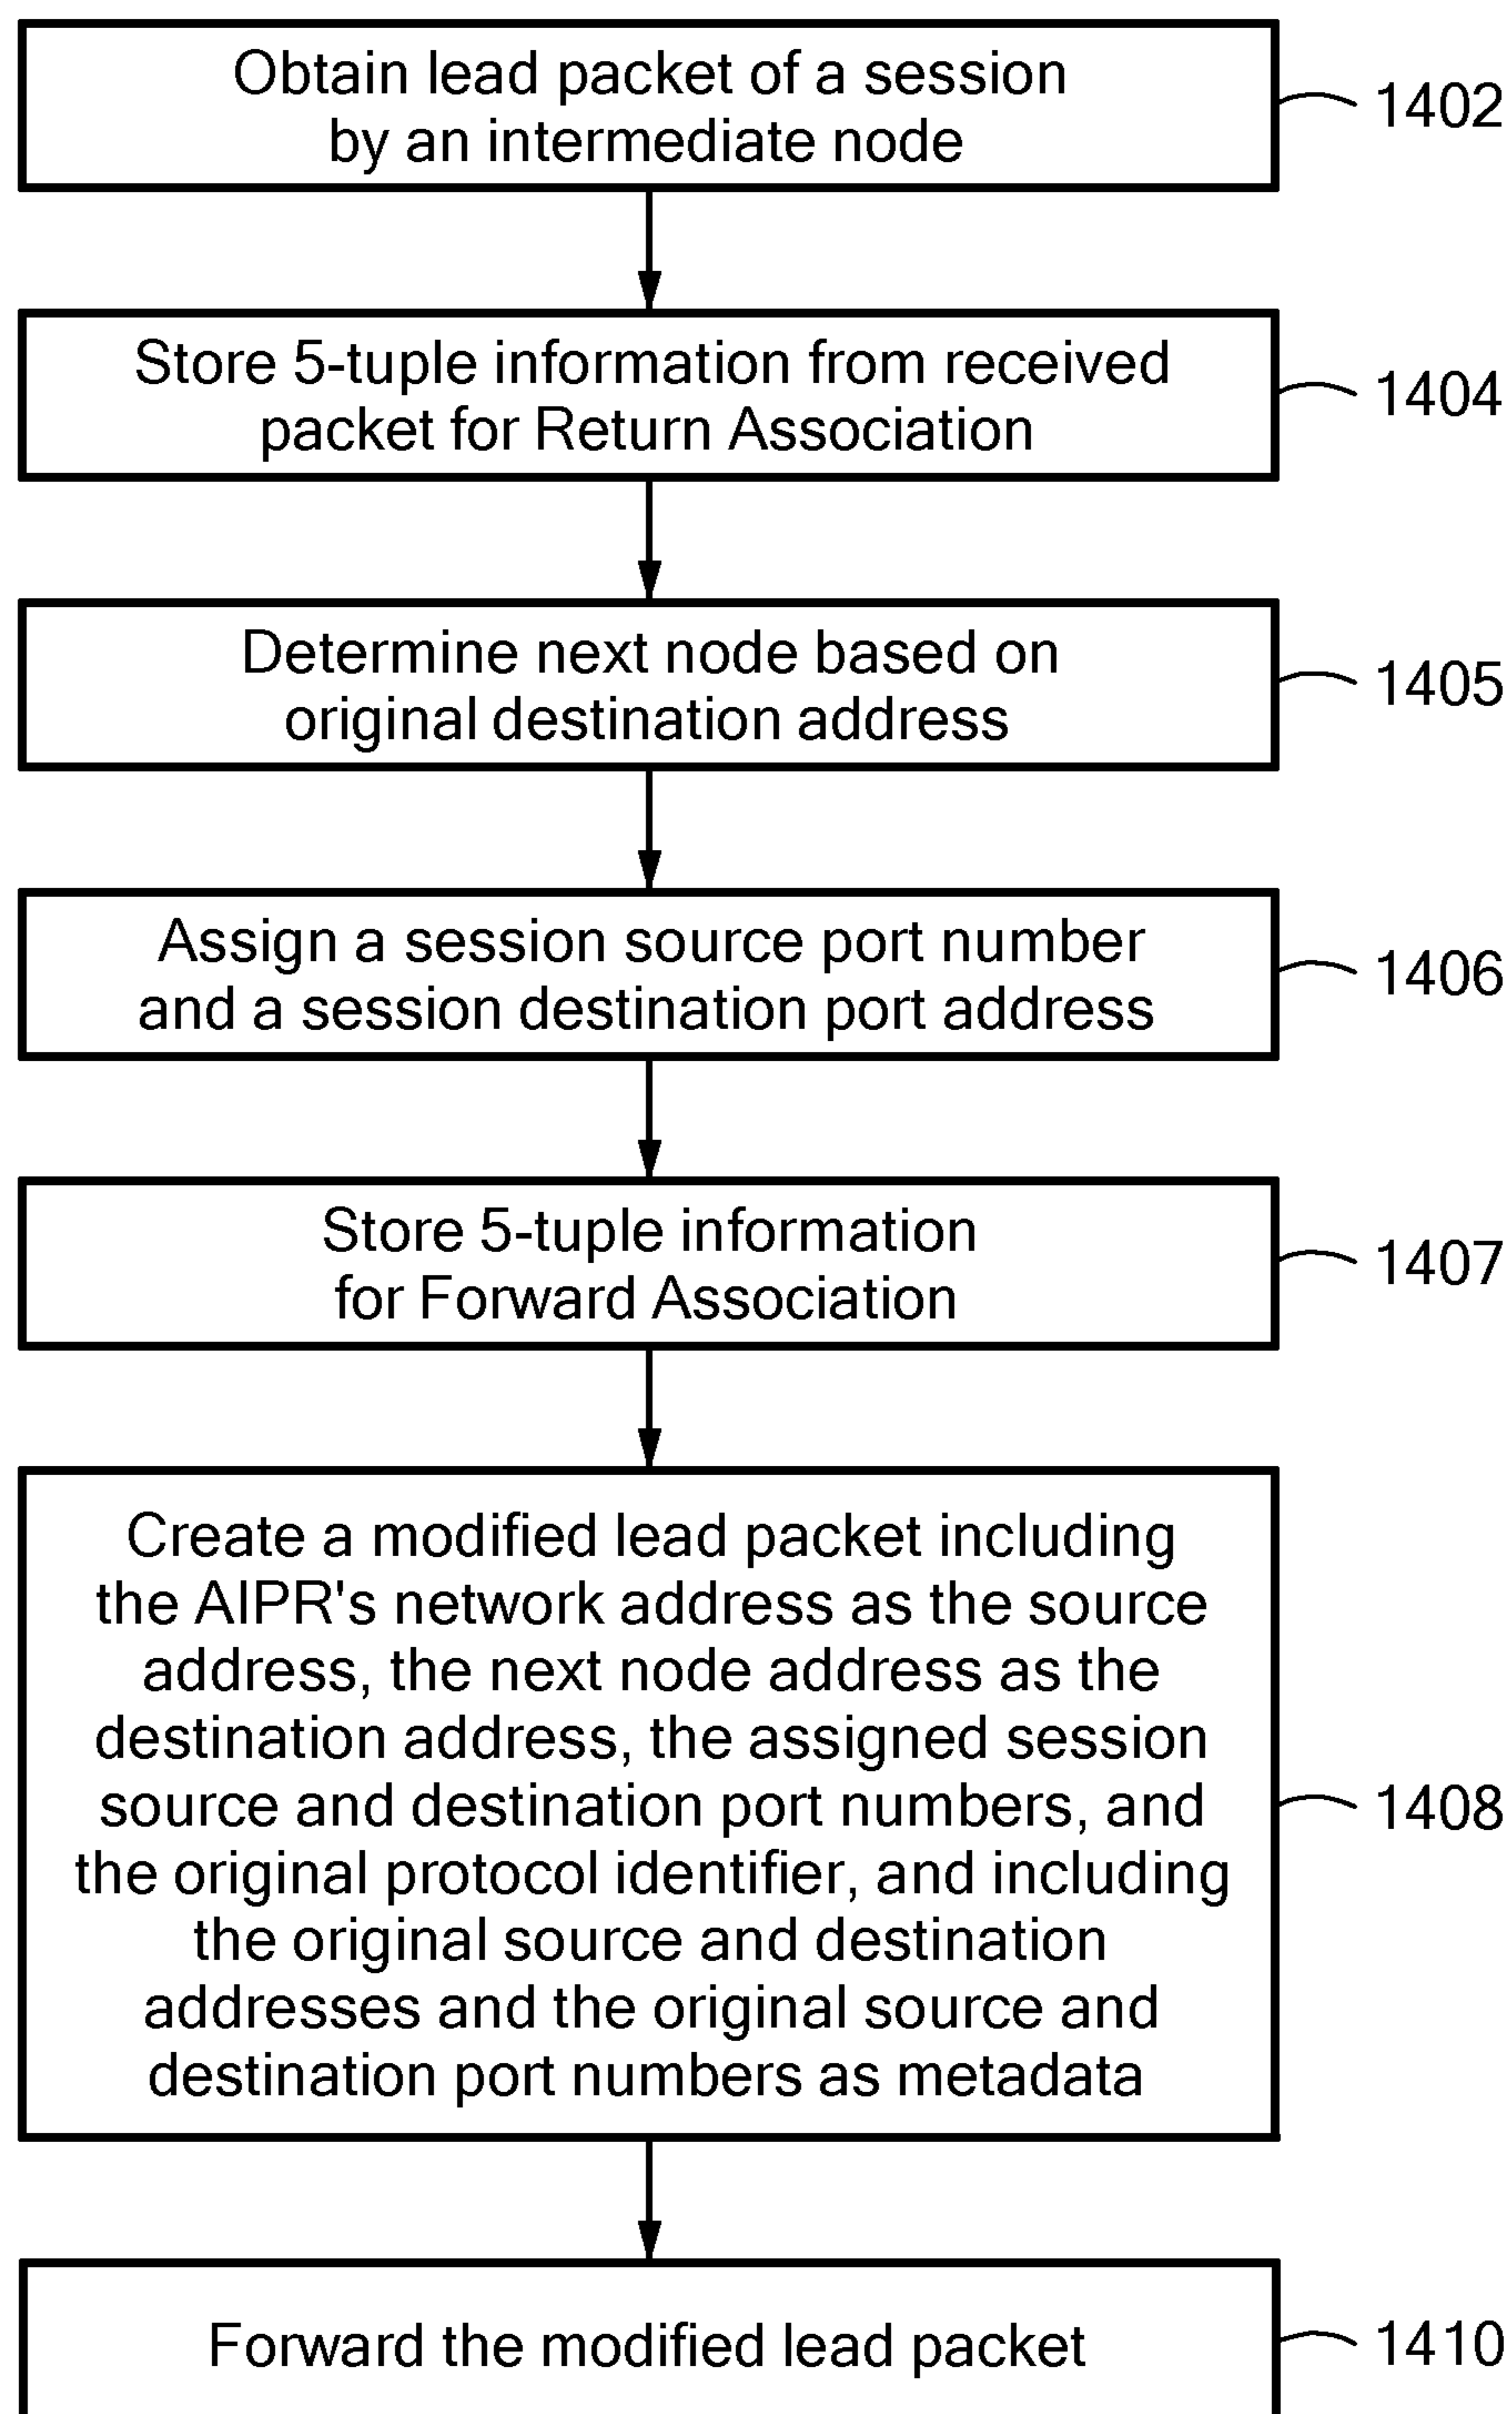 Obtain lead packet of a session
by an intermediate node
1402
Store 5-tuple information from received
packet for Return Association
1404
Determine next node based on
original destination address
1405
Assign a session source port number
and a session destination port address
1406
Store 5-tuple information
for Forward Association
1407
Create a modified lead packet including
the AIPR's network address as the source
address, the next node address as the
destination address, the assigned session
source and destination port numbers, and
the original protocol identifier, and including
the original source and destination
addresses and the original source and
destination port numbers as metadata
1408
Forward the modified lead packet
1410